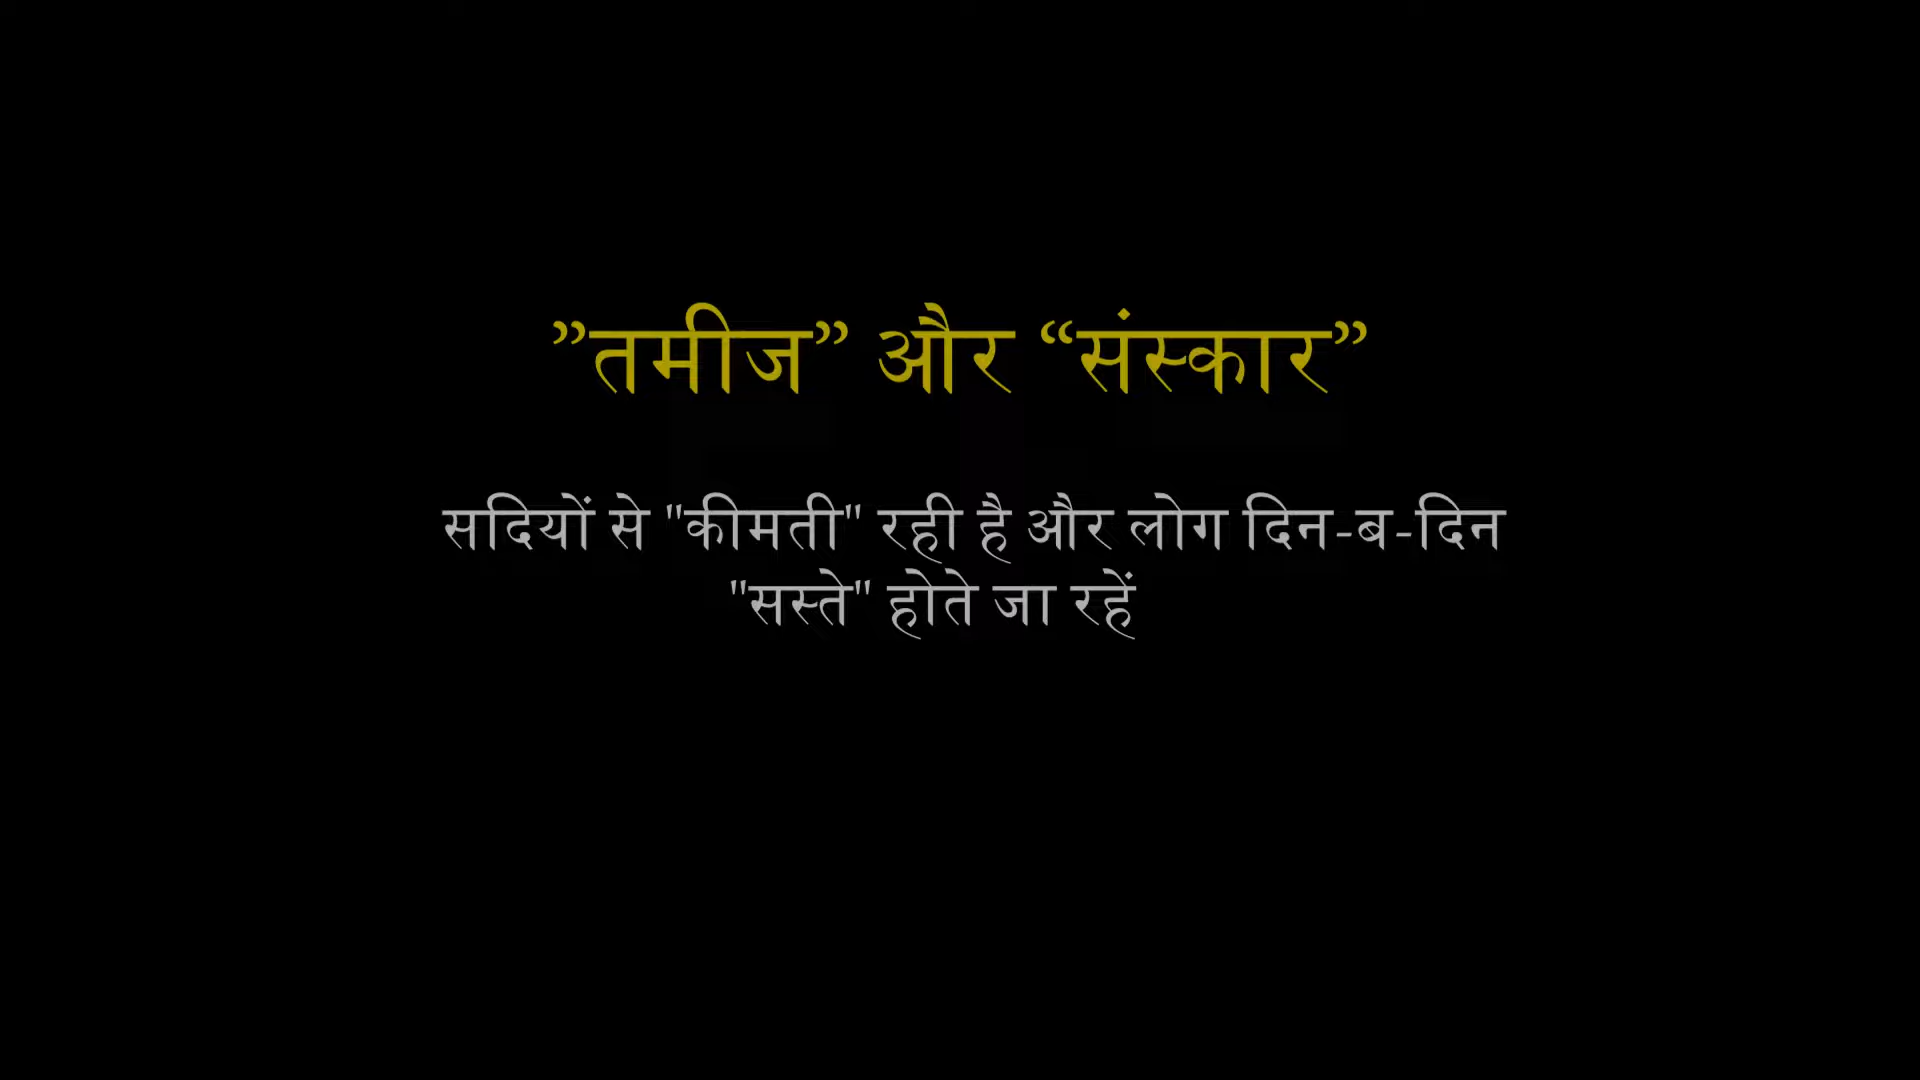 ”तमीज” और “संस्कार”
सदियों से "कीमती" रही है और लोग दिन-ब-दिन
"सस्ते" होते जा रहें